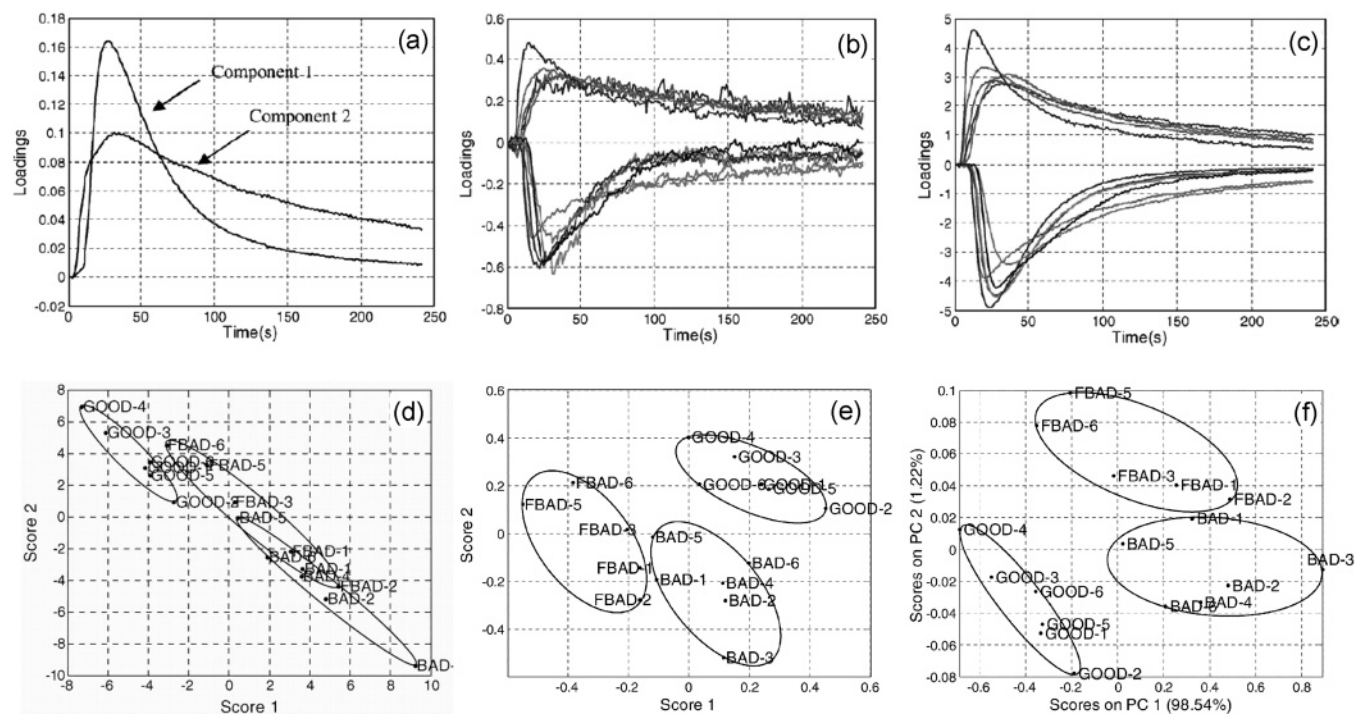 (a)
0.18
0.16
0.14
0.12
0.1
0.08
0.06
0.04
0.02
0
-0.02
Loadings
Component 1
Component 2
0 50 100 150 200 250
Time(s)
(b)
0.6
0.4
0.2
0
-0.2
-0.4
-0.6
-0.8
Loadings
0 50 100 150 200 250
Time(s)
(c)
5
4
3
2
1
0
-1
-2
-3
-4
-5
Loadings
0 50 100 150 200 250
Time(s)
(d)
8
6
4
2
0
-2
-4
-6
-8
-10
Score 2
GOOD-4
GOOD-3
FBAD-6
FBAD-5
GOOD-5
FBAD-3
BAD-5
FBAD-1
BAD-1
BAD-4
FBAD-2
BAD-2
BAD-
-8 -6 -4 -2 0 2 4 6 8 10
Score 1
(e)
0.6
0.4
0.2
0
-0.2
-0.4
Score 2
GOOD-4
GOOD-3
FBAD-6
GOOD-6
GOOD-1
GOOD-5
FBAD-5
GOOD-2
FBAD-3
BAD-5
FBAD-1
BAD-6
BAD-1
BAD-4
FBAD-2
BAD-2
BAD-3
-0.4 -0.2 0 0.2 0.4 0.6
Score 1
(f)
0.1
0.08
0.06
0.04
0.02
0
-0.02
-0.04
-0.06
-0.08
Scores on PC 2 (1.22%)
FBAD-5
FBAD-6
FBAD-3
FBAD-1
FBAD-2
BAD-1
GOOD-4
BAD-5
BAD-3
GOOD-3
GOOD-6
BAD-2
BAD-6
BAD-4
GOOD-5
GOOD-1
GOOD-2
-0.6 -0.4 -0.2 0 0.2 0.4 0.6 0.8
Scores on PC 1 (98.54%)